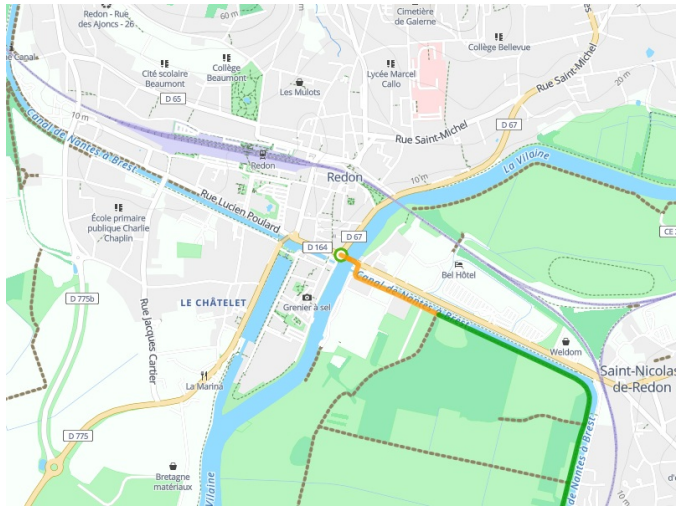 Redon - Rue
des Ajoncs - 26
60 m
Cimetière
de Galerne
Collège Bellevue
Canal
Cité scolaire
Beaumont
Collège
Beaumont
Les Mulots
Lycée Marcel
Callo
Rue Saint-Michel
20 m
D 65
10 m
Rue Saint-Michel
D 67
Canal de Nantes à Brest
Redon
Redon
10 m
La Vilaine
Rue Lucien Poulard
École primaire
publique Charlie
Chaplin
D 164
D 67
CE
Bel Hôtel
Canal de Nantes à Brest
D 775b
LE CHÂTELET
Grenier à sel
Rue Jacques Cartier
Weldom
Saint-Nicolas
-de-Redon
La Marina
D 775
Bretagne
matériaux
Vilaine
de Nantes à Brest
10 m